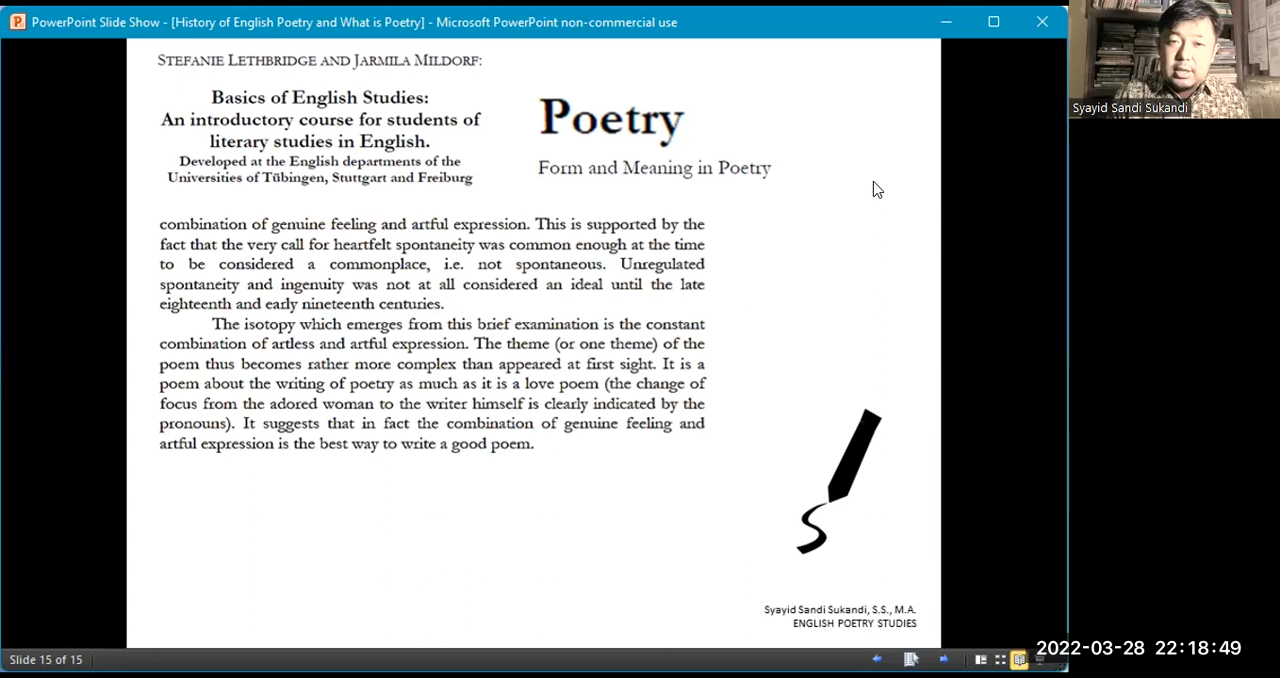 PowerPoint Slide Show - [History of English Poetry and What is Poetry] - Microsoft PowerPoint non-commercial use
Syayid Sandi Sukandi
STEFANIE LETHBRIDGE AND JARMILA MILDORF:
Basics of English Studies:
An introductory course for students of
literary studies in English.
Developed at the English departments of the
Universities of Tübingen, Stuttgart and Freiburg
Poetry
Form and Meaning in Poetry
combination of genuine feeling and artful expression. This is supported by the
fact that the very call for heartfelt spontaneity was common enough at the time
to be considered a commonplace, i.e. not spontaneous. Unregulated
spontaneity and ingenuity was not at all considered an ideal until the late
eighteenth and early nineteenth centuries.
The isotopy which emerges from this brief examination is the constant
combination of artless and artful expression. The theme (or one theme) of the
poem thus becomes rather more complex than appeared at first sight. It is a
poem about the writing of poetry as much as it is a love poem (the change of
focus from the adored woman to the writer himself is clearly indicated by the
pronouns). It suggests that in fact the combination of genuine feeling and
artful expression is the best way to write a good poem.
Syayid Sandi Sukandi, S.S., M.A.
ENGLISH POETRY STUDIES
Slide 15 of 15
2022-03-28 22:18:49